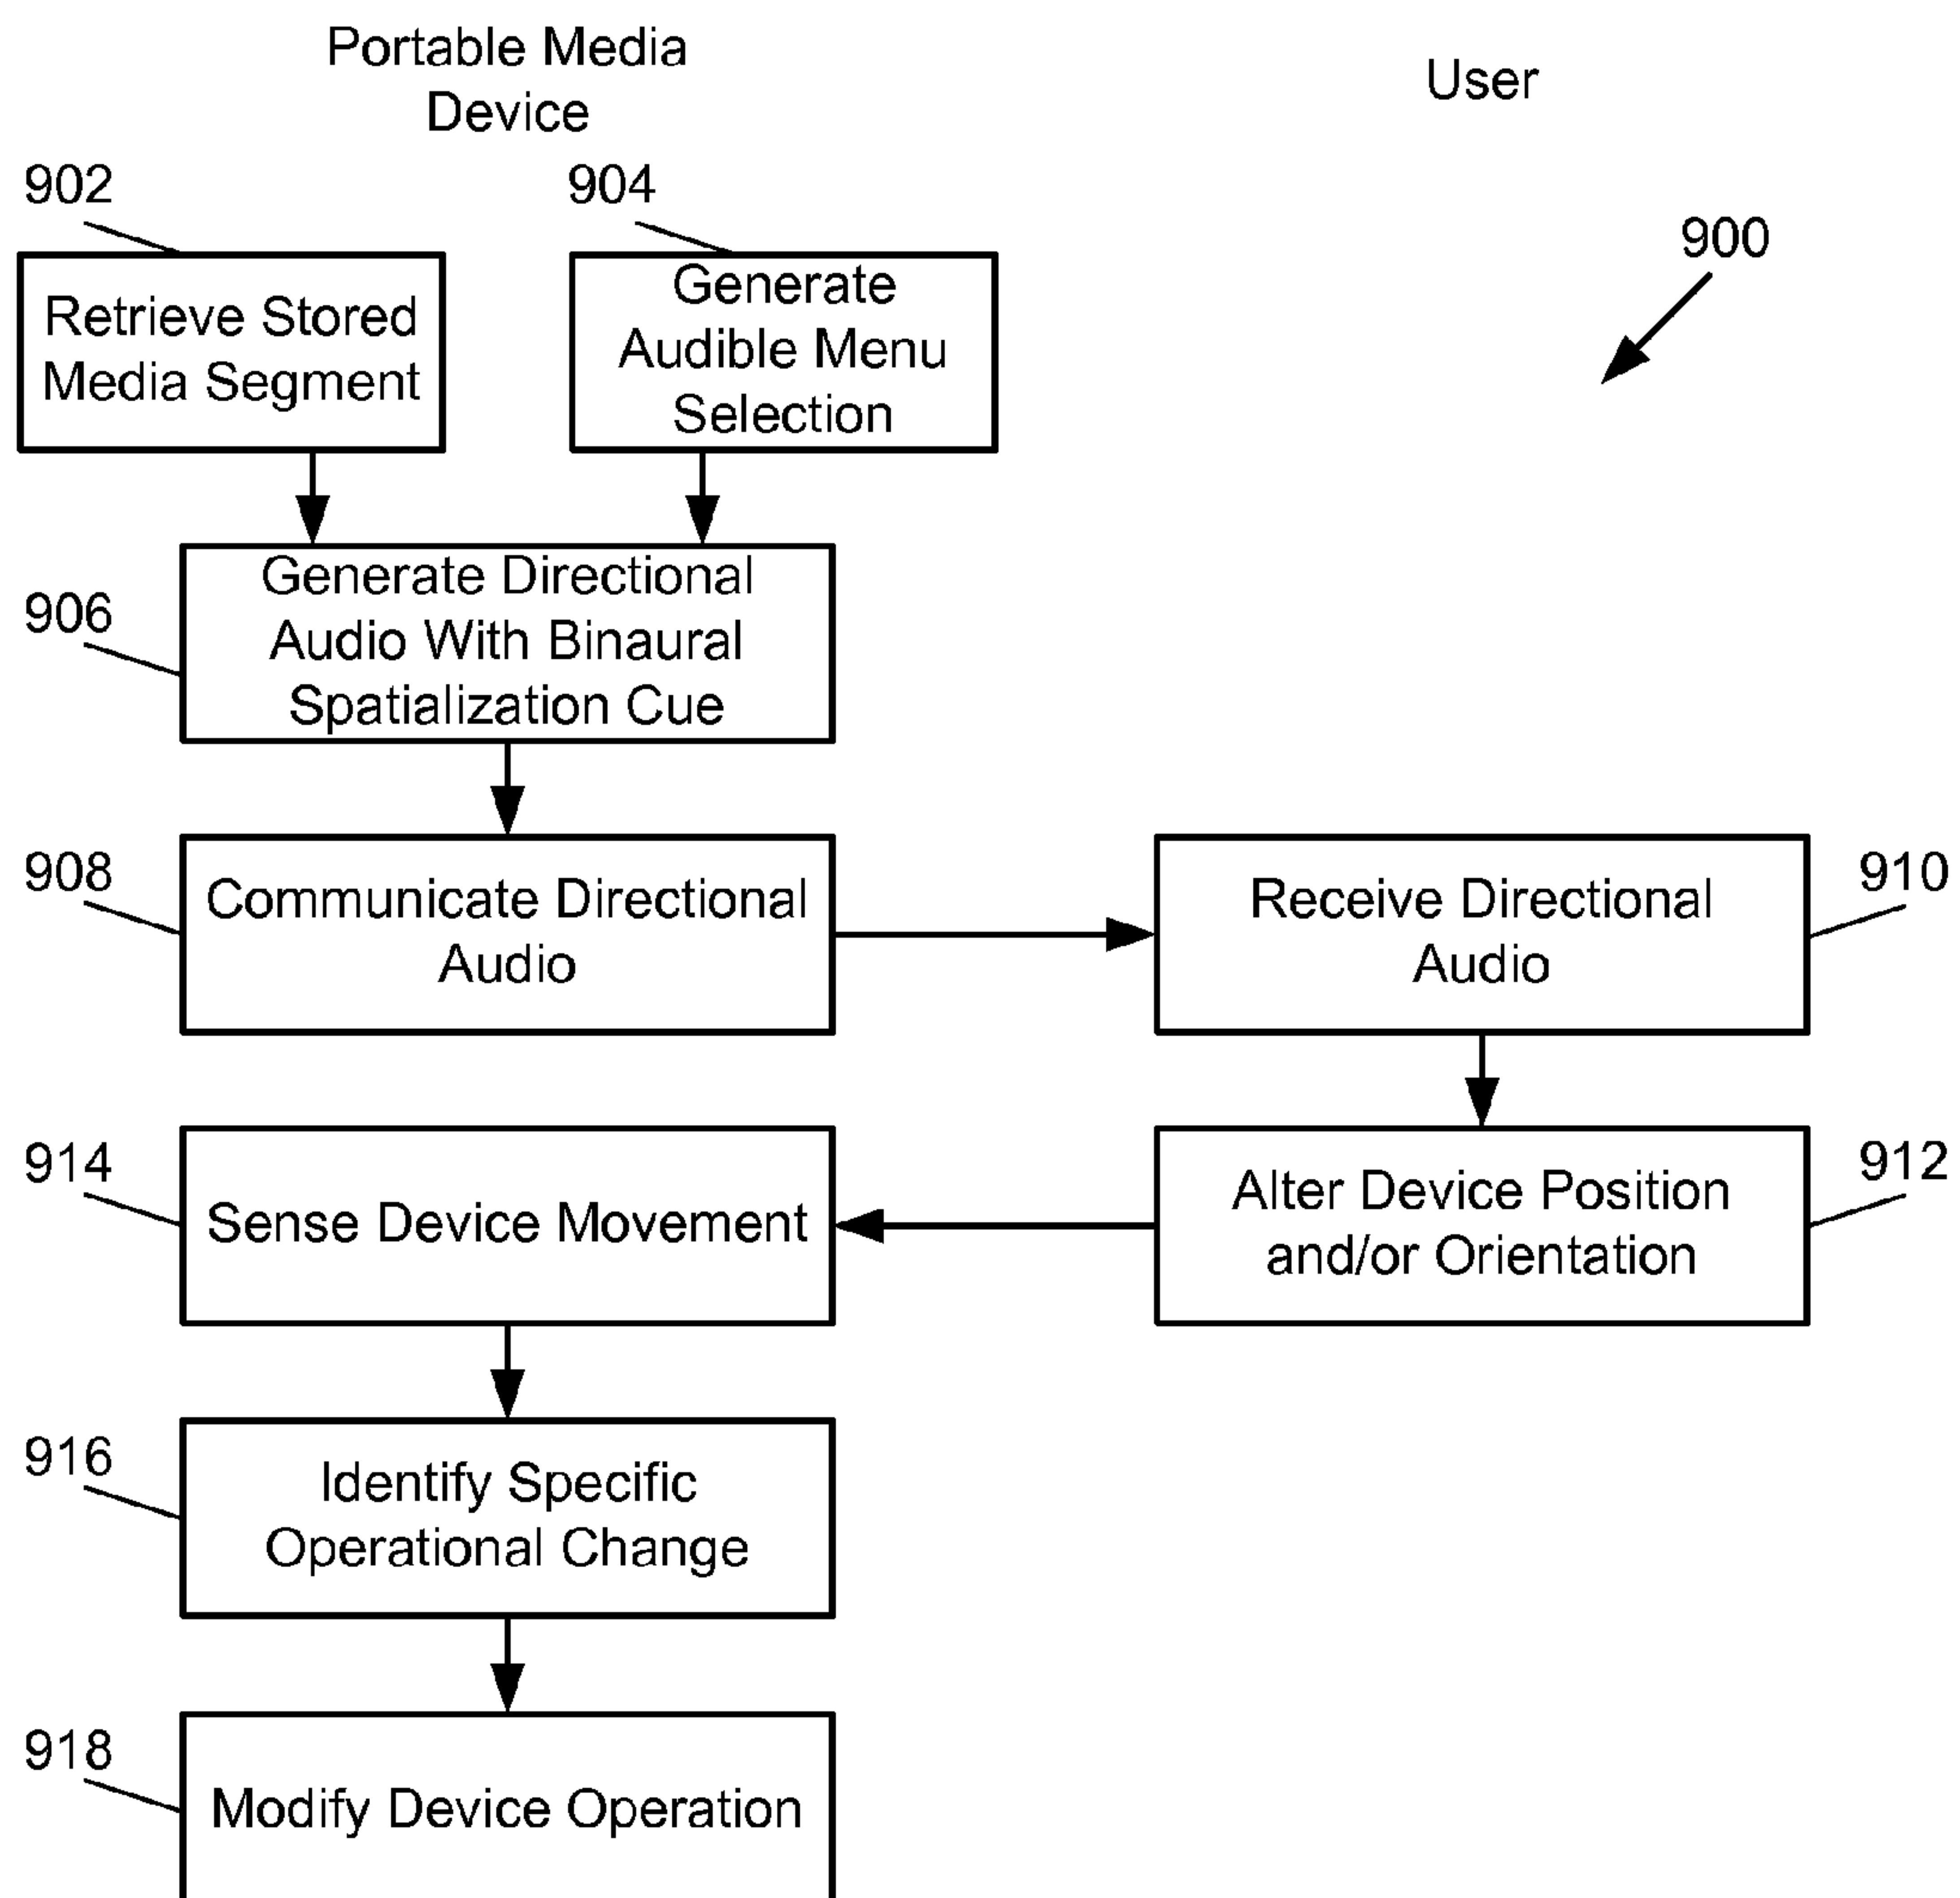 Portable Media
Device
User
902
904
900
Retrieve Stored
Media Segment
Generate
Audible Menu
Selection
906
Generate Directional
Audio With Binaural
Spatialization Cue
908
Communicate Directional
Audio
Receive Directional
Audio
910
914
Sense Device Movement
Alter Device Position
and/or Orientation
912
916
Identify Specific
Operational Change
918
Modify Device Operation